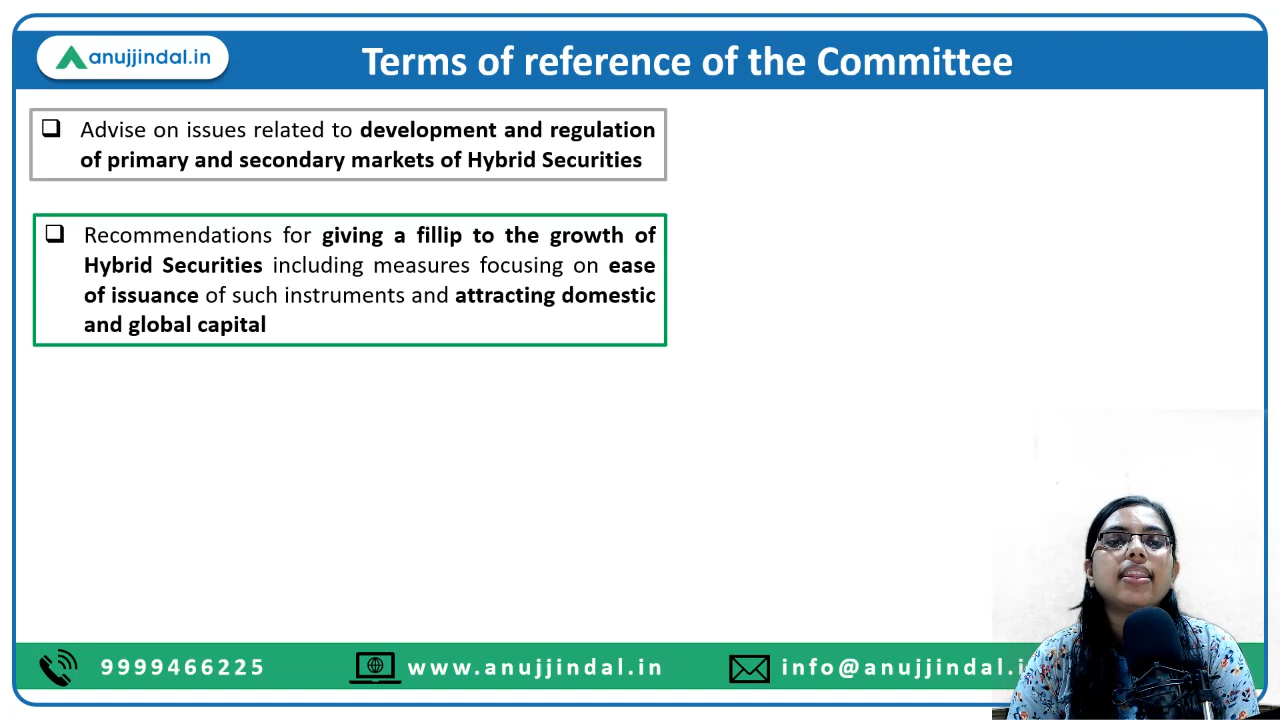 anujjindal.in
Terms of reference of the Committee
Advise on issues related to development and regulation
of primary and secondary markets of Hybrid Securities
Recommendations for giving a fillip to the growth of
Hybrid Securities including measures focusing on ease
of issuance of such instruments and attracting domestic
and global capital
9999466225
www.anujjindal.in
info@anujjindal.i